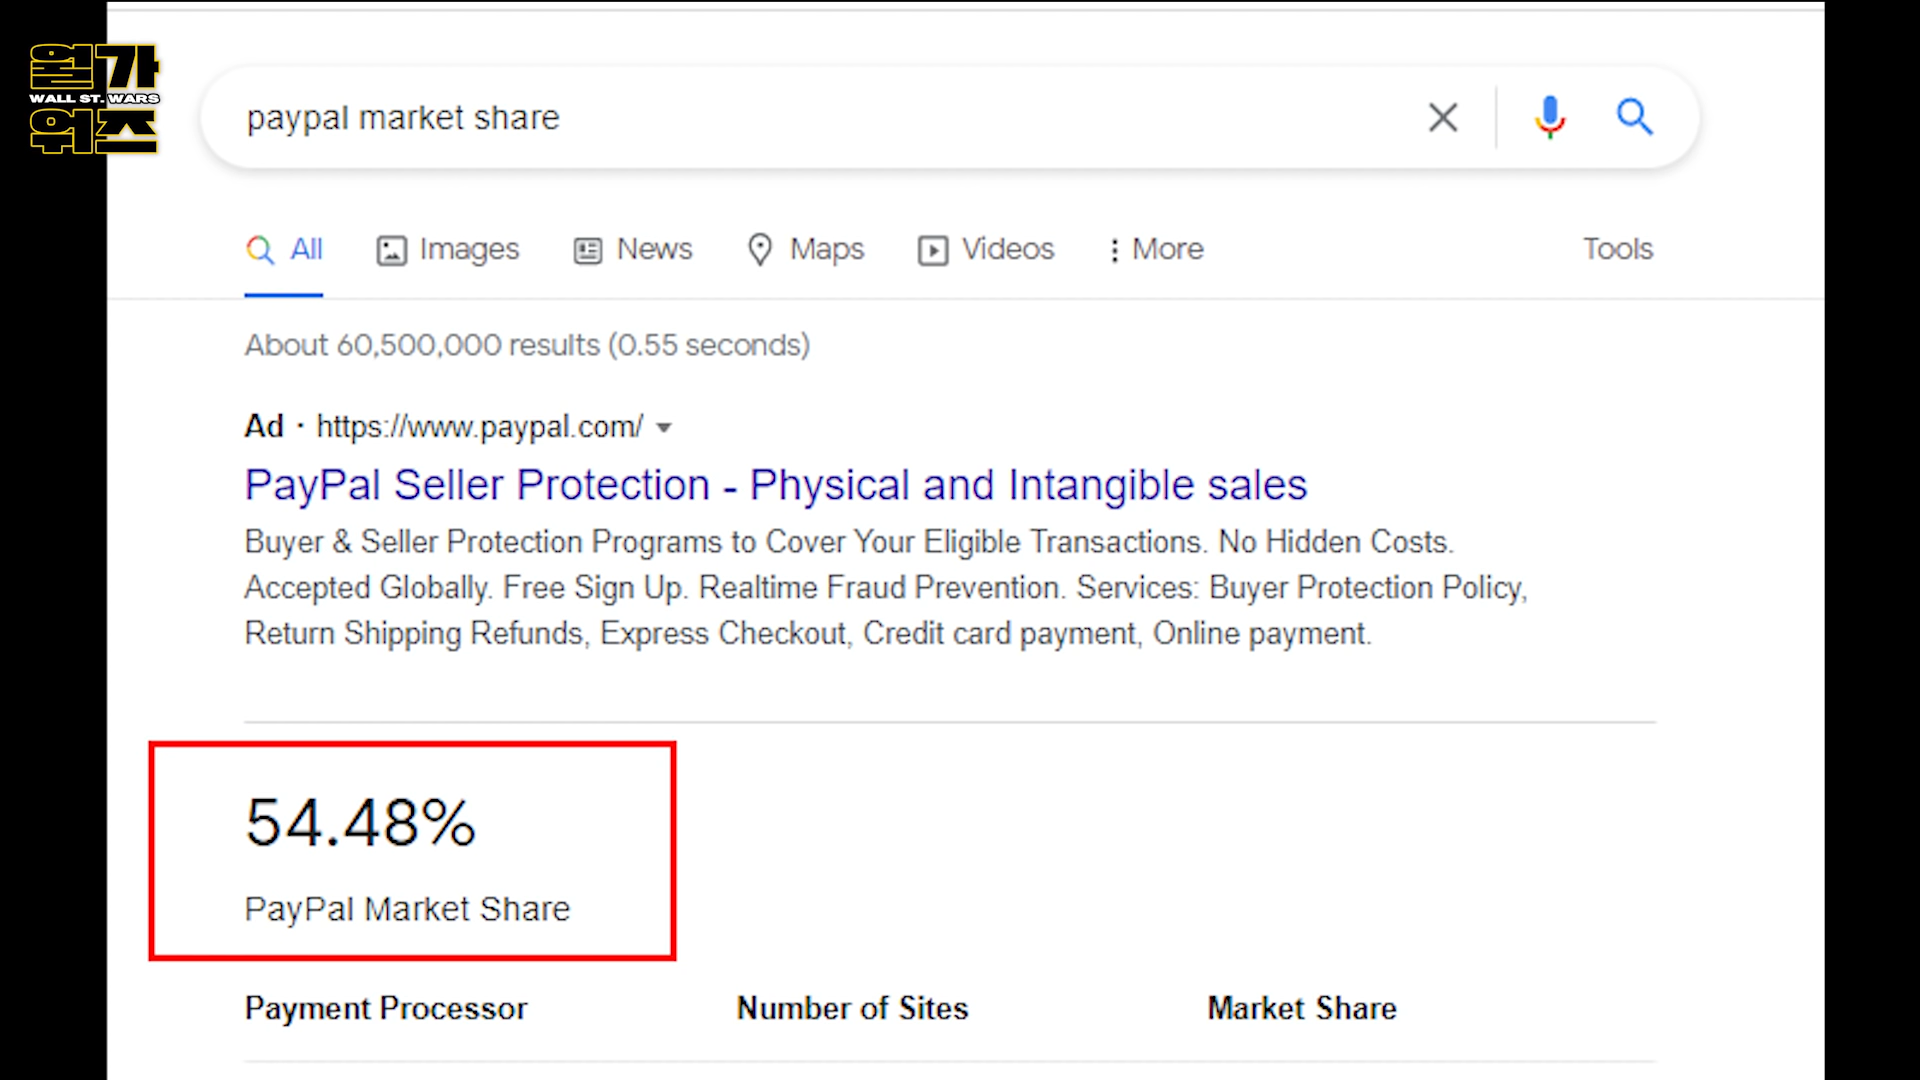 월가
WALL ST. WARS
워즈
paypal market share
All Images News Maps Videos More Tools
About 60,500,000 results (0.55 seconds)
Ad · https://www.paypal.com/
PayPal Seller Protection - Physical and Intangible sales
Buyer & Seller Protection Programs to Cover Your Eligible Transactions. No Hidden Costs.
Accepted Globally. Free Sign Up. Realtime Fraud Prevention. Services: Buyer Protection Policy,
Return Shipping Refunds, Express Checkout, Credit card payment, Online payment.
54.48%
PayPal Market Share
Payment Processor Number of Sites Market Share